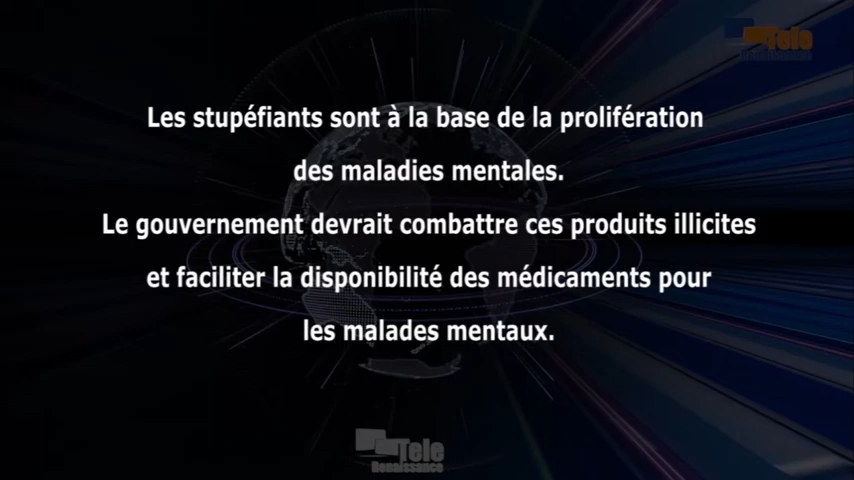 Tele
Renaissance
Les stupéfiants sont à la base de la prolifération
des maladies mentales.
Le gouvernement devrait combattre ces produits illicites
et faciliter la disponibilité des médicaments pour
les malades mentaux.
Tele
Renaissance